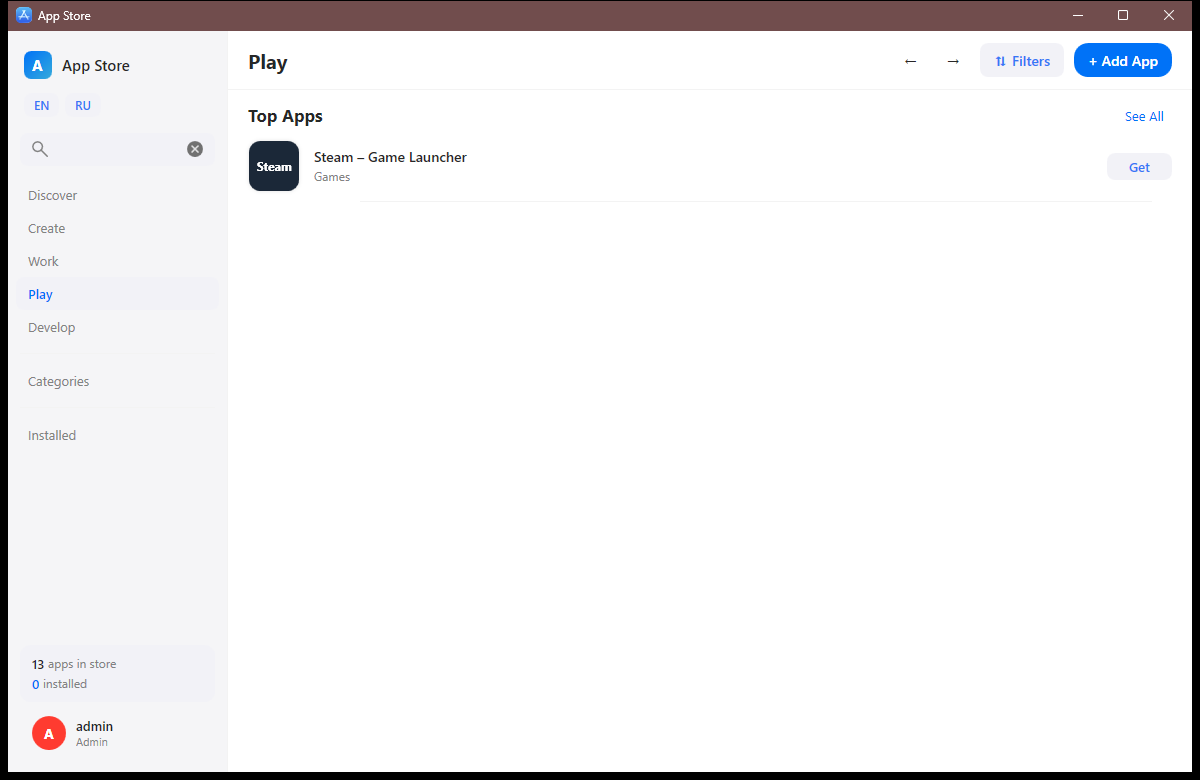 App Store
A App Store
EN RU
Discover
Create
Work
Play
Develop
Categories
Installed
13 apps in store
0 installed
A admin
Admin
Play
← → Filters + Add App
Top Apps See All
Steam Steam – Game Launcher
Games
Get